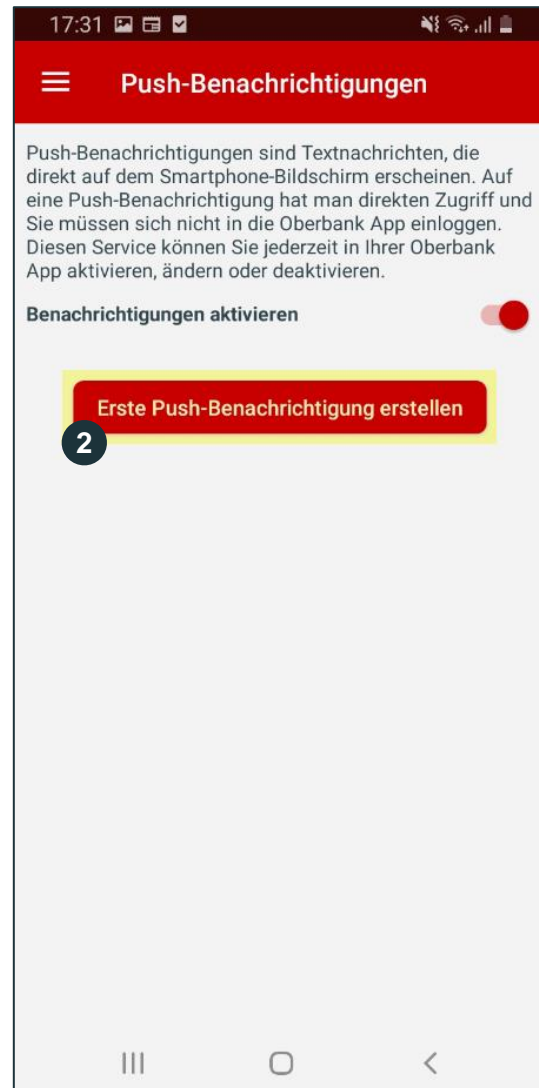 17:31
Push-Benachrichtigungen
Push-Benachrichtigungen sind Textnachrichten, die
direkt auf dem Smartphone-Bildschirm erscheinen. Auf
eine Push-Benachrichtigung hat man direkten Zugriff und
Sie müssen sich nicht in die Oberbank App einloggen.
Diesen Service können Sie jederzeit in Ihrer Oberbank
App aktivieren, ändern oder deaktivieren.
Benachrichtigungen aktivieren
Erste Push-Benachrichtigung erstellen
2